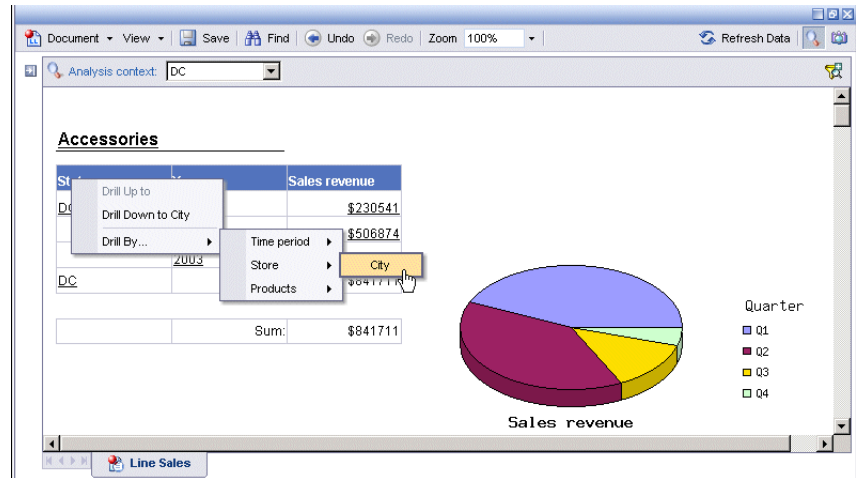 Document View Save Find Undo Redo Zoom 100% Refresh Data
Analysis context: DC
Accessories
Sales revenue
Drill Up to
Drill Down to City
Drill By...
Time period
Store
Products
City
$230541
$506874
2003
DC
Sum: $841711
Quarter
Q1
Q2
Q3
Q4
Sales revenue
Line Sales